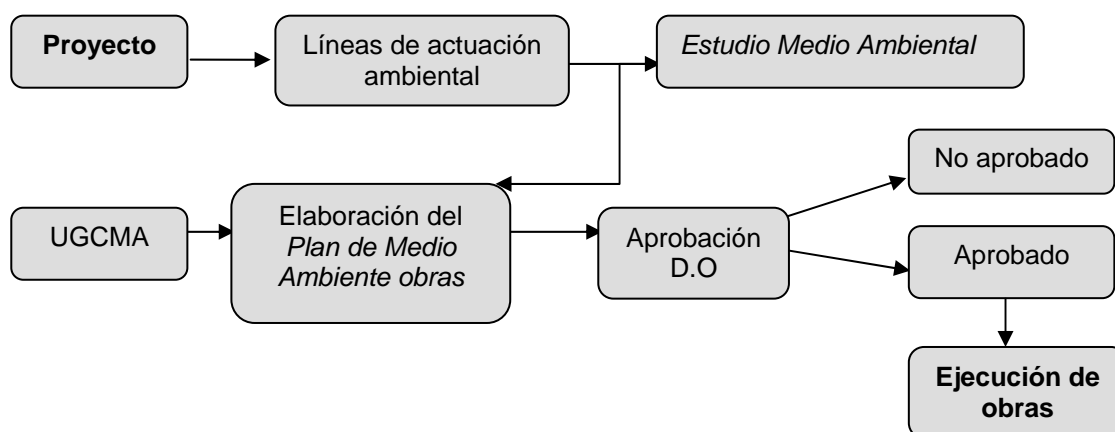 Proyecto
Líneas de actuación
ambiental
Estudio Medio Ambiental
No aprobado
UGCMA
Elaboración del
Plan de Medio
Ambiente obras
Aprobación
D.O
Aprobado
Ejecución de
obras